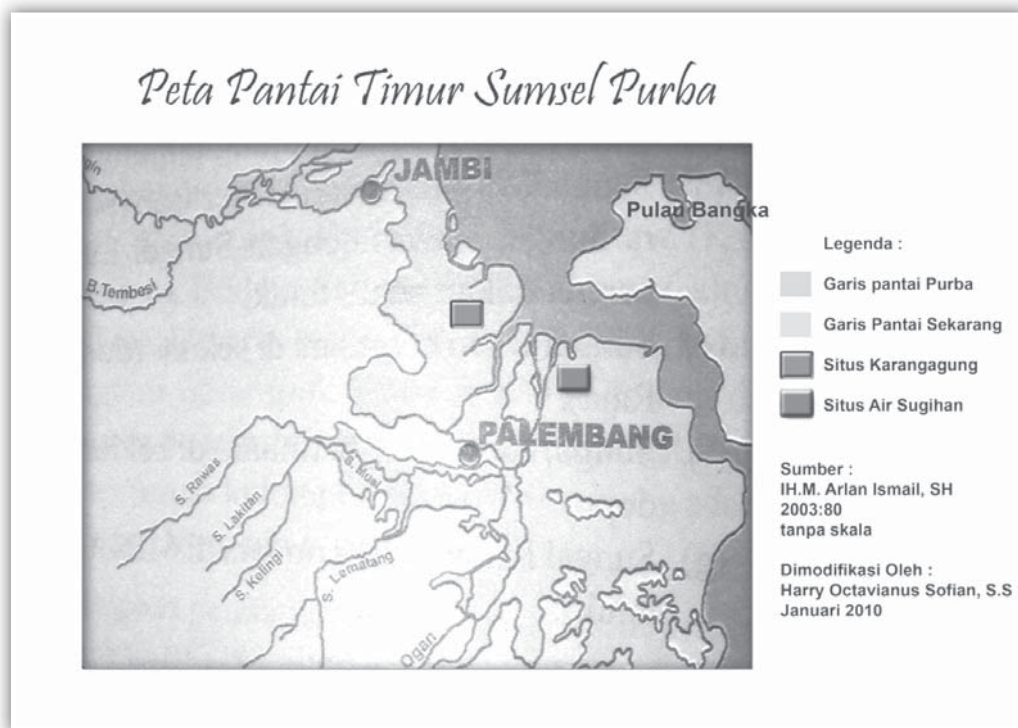 Peta Pantai Timur Sumsel Purba
JAMBI
Pulau Bangka
B.Tembesi
PALEMBANG
S. Rawas
S. Lakitan
S. Kelingi
S. Musi
S. Lematang
Ogan
Legenda :
Garis pantai Purba
Garis Pantai Sekarang
Situs Karangagung
Situs Air Sugihan
Sumber :
IH.M. Arlan Ismail, SH
2003:80
tanpa skala
Dimodifikasi Oleh :
Harry Octavianus Sofian, S.S
Januari 2010